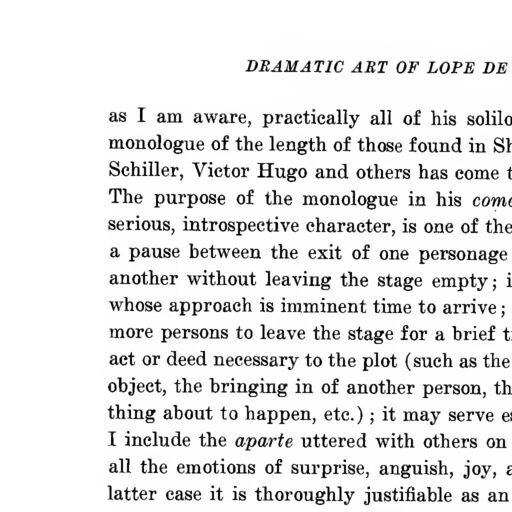 DRAMATIC ART OF LOPE DE
as I am aware, practically all of his solilo
monologue of the length of those found in Sh
Schiller, Victor Hugo and others has come t
The purpose of the monologue in his come
serious, introspective character, is one of the
a pause between the exit of one personage
another without leaving the stage empty; i
whose approach is imminent time to arrive;
more persons to leave the stage for a brief t
act or deed necessary to the plot (such as the
object, the bringing in of another person, th
thing about to happen, etc.); it may serve es
I include the aparte uttered with others on
all the emotions of surprise, anguish, joy, a
latter case it is thoroughly justifiable as an